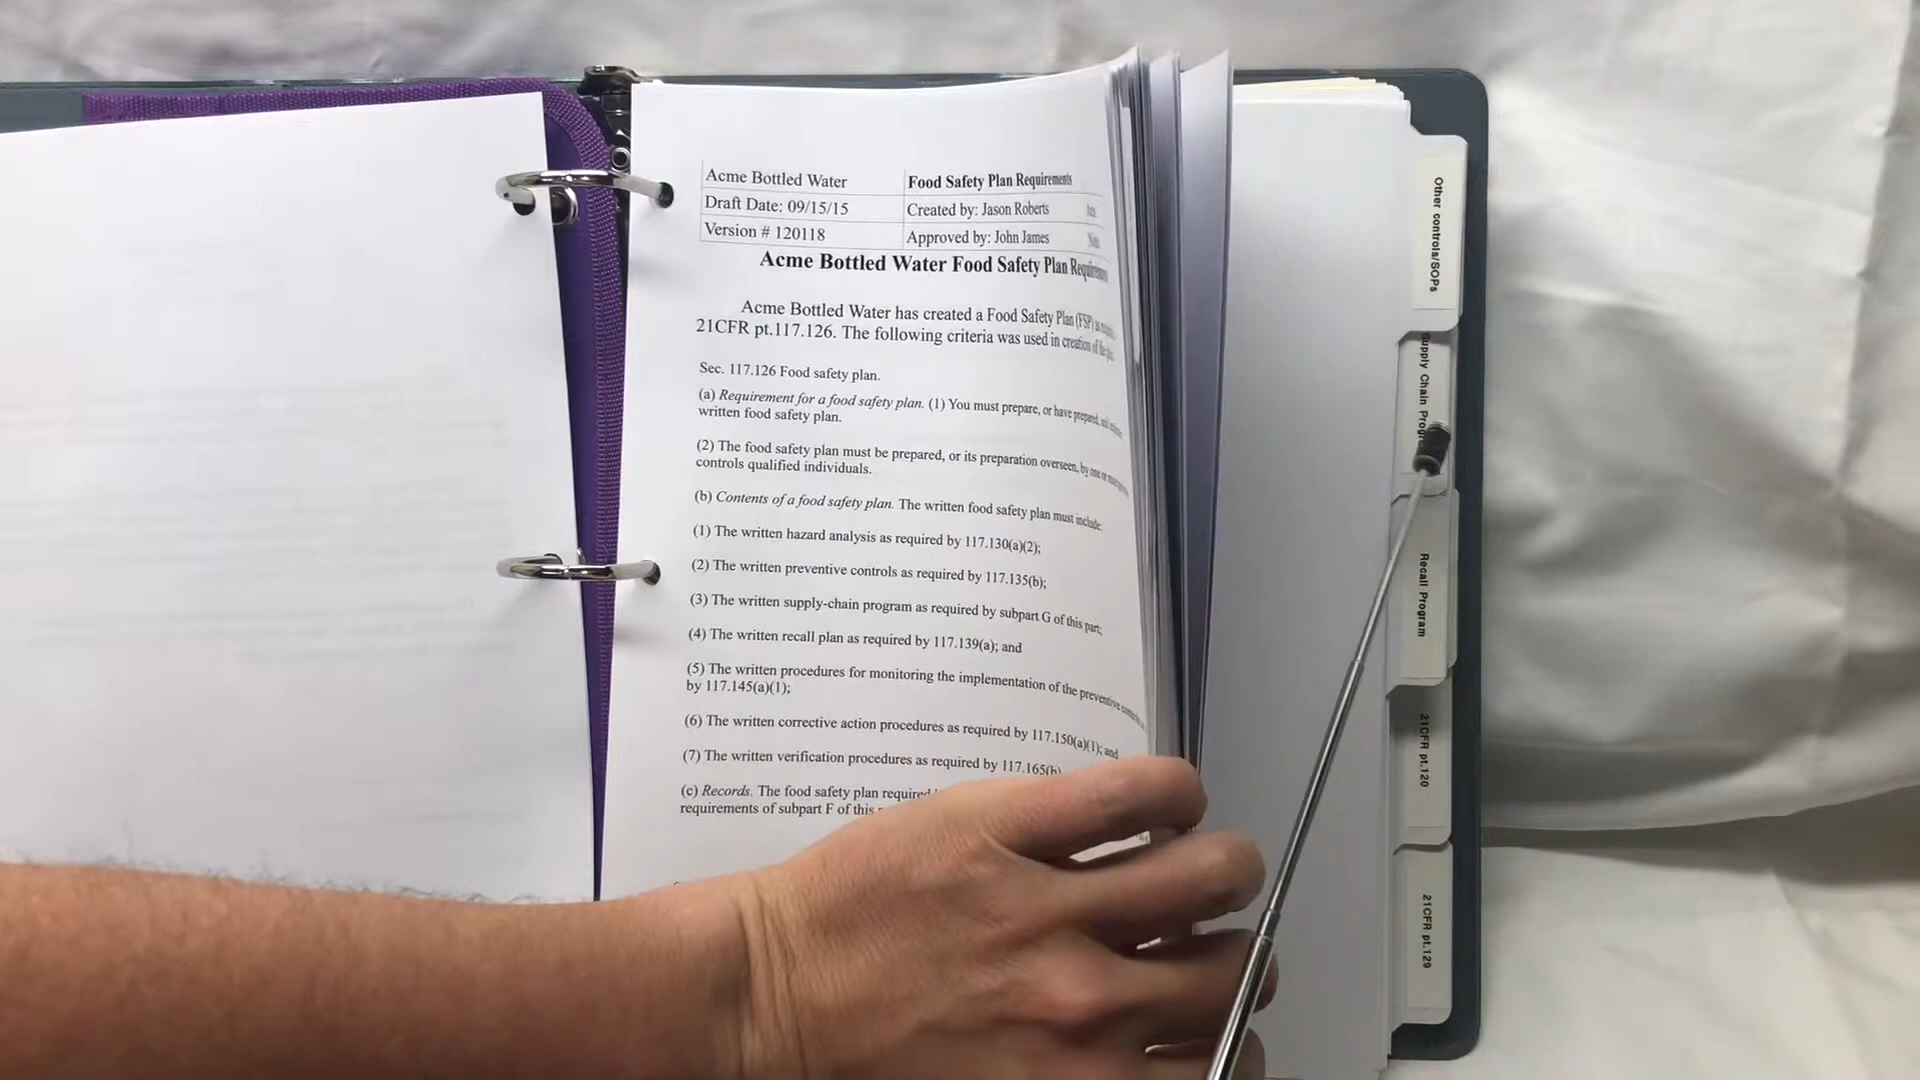 Acme Bottled Water
Food Safety Plan Requirements
Draft Date: 09/15/15
Created by: Jason Roberts
Version # 120118
Approved by: John James
Acme Bottled Water Food Safety Plan
Acme Bottled Water has created a Food Safety Plan (FSP)
21CFR pt.117.126. The following criteria was used in creation of
Sec. 117.126 Food safety plan.
(a) Requirement for a food safety plan. (1) You must prepare, or have prepared,
written food safety plan.
(2) The food safety plan must be prepared, or its preparation overseen, by one or
controls qualified individuals.
(b) Contents of a food safety plan. The written food safety plan must include:
(1) The written hazard analysis as required by 117.130(a)(2);
(2) The written preventive controls as required by 117.135(b);
(3) The written supply-chain program as required by subpart G of this part;
(4) The written recall plan as required by 117.139(a); and
(5) The written procedures for monitoring the implementation of the preventive
by 117.145(a)(1);
(6) The written corrective action procedures as required by 117.150(a)(1); and
(7) The written verification procedures as required by 117.165(b)
(c) Records. The food safety plan required
requirements of subpart F of this
Other controls/SOPs
Supply Chain
Recall Program
21CFR pt.120
21CFR pt.129